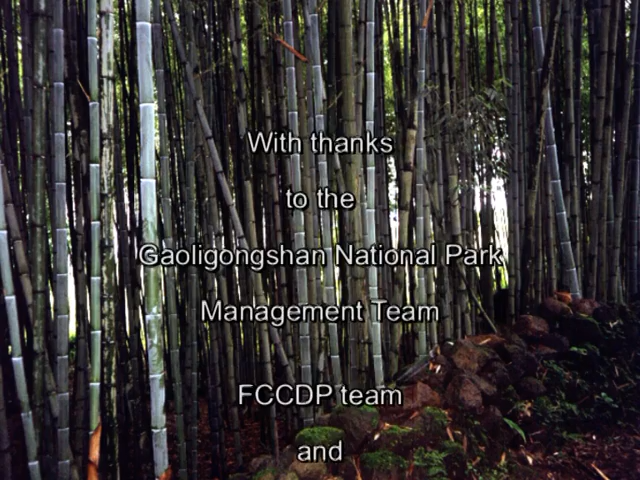 With thanks
to the
Gaoligongshan National Park
Management Team
FCCDP team
and